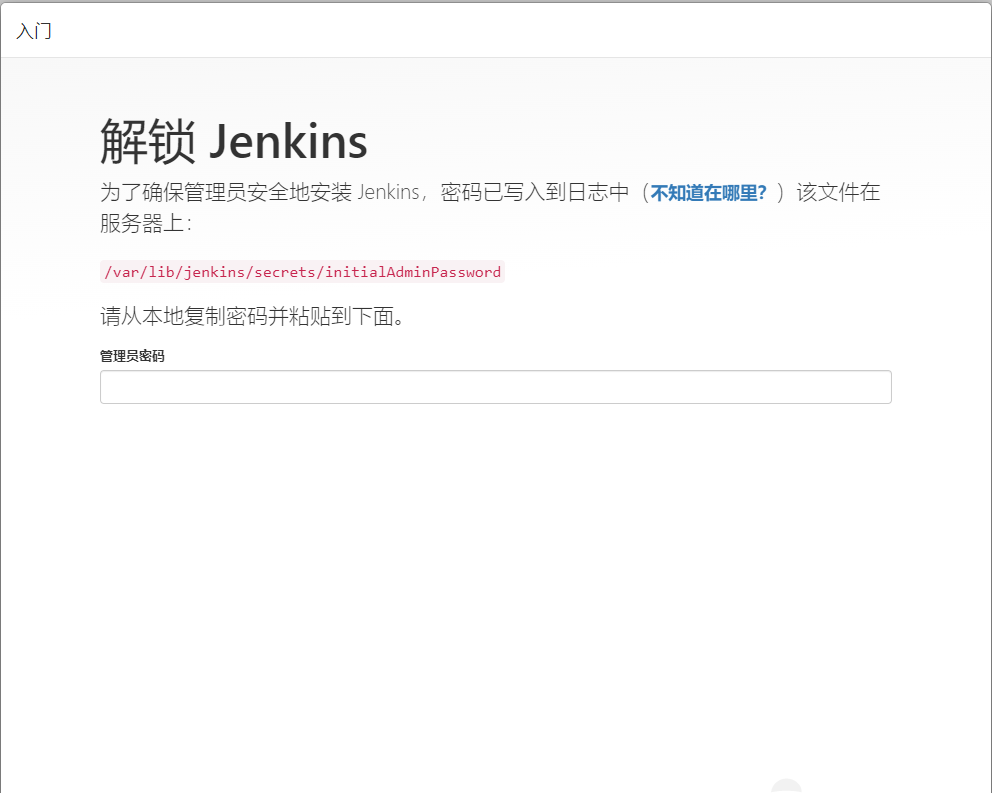 入门
解锁 Jenkins
为了确保管理员安全地安装 Jenkins，密码已写入到日志中（不知道在哪里？）该文件在
服务器上：
/var/lib/jenkins/secrets/initialAdminPassword
请从本地复制密码并粘贴到下面。
管理员密码